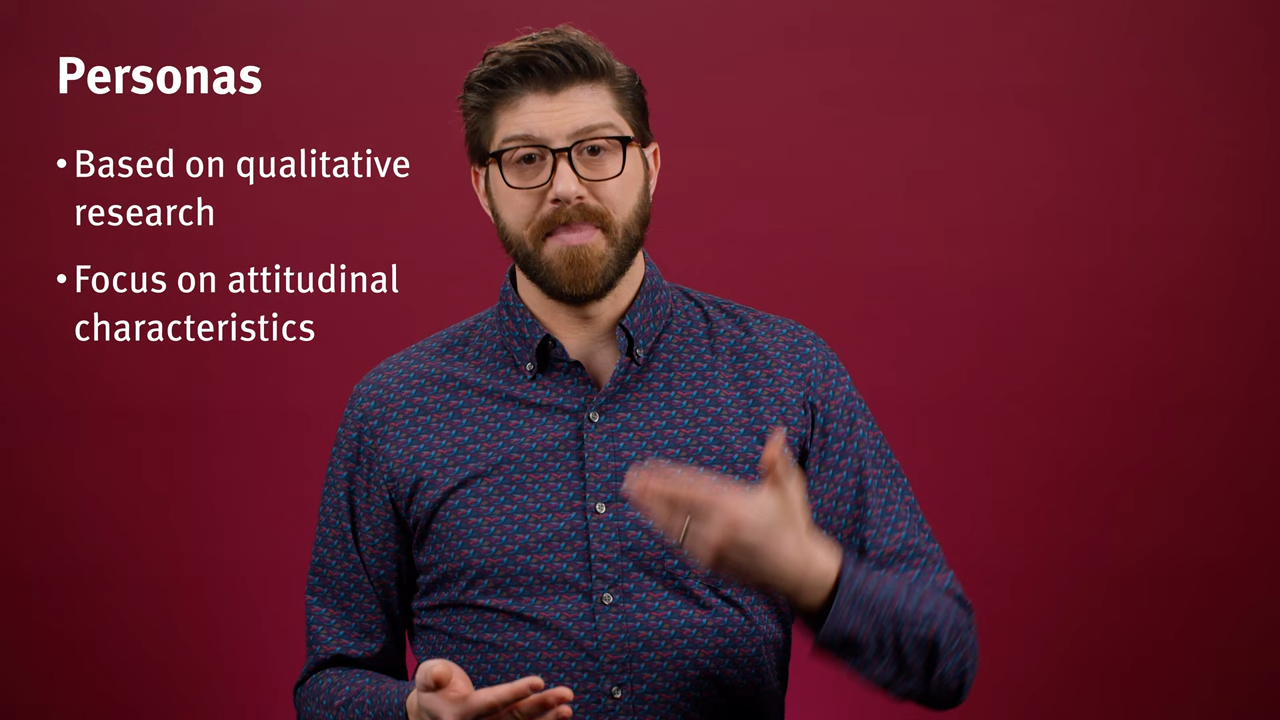 Personas
• Based on qualitative
research
• Focus on attitudinal
characteristics